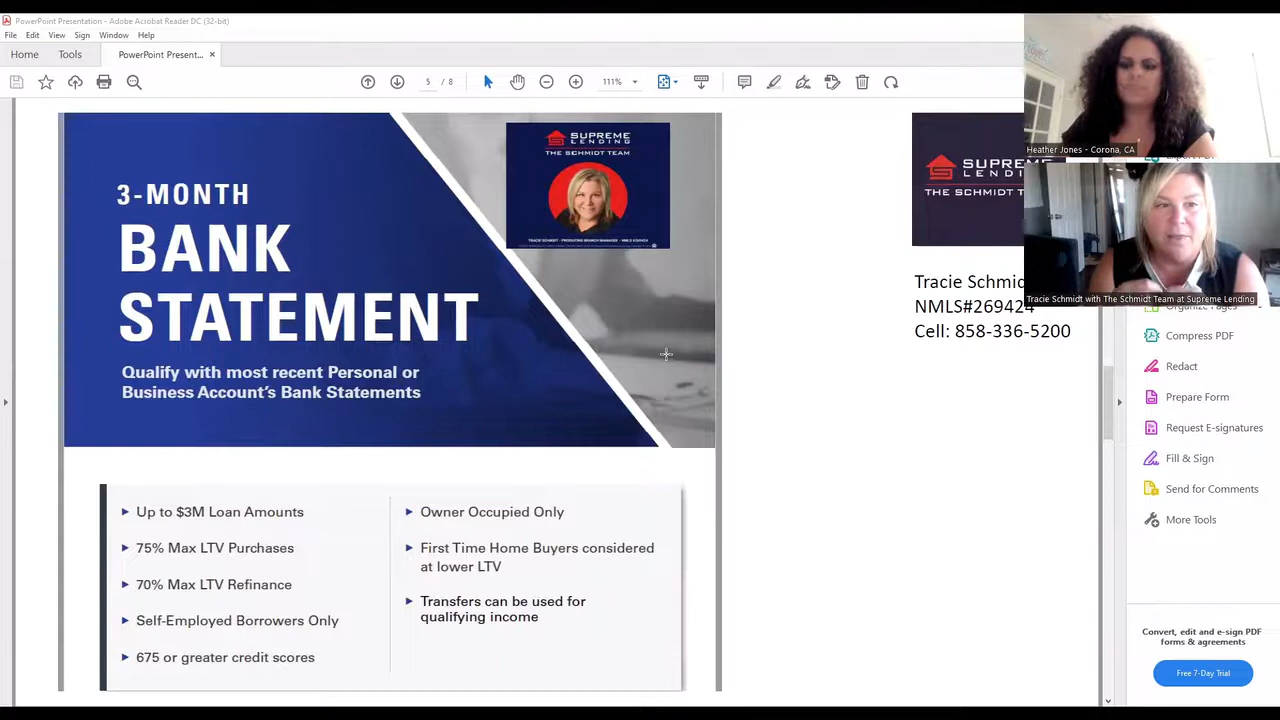 PowerPoint Presentation - Adobe Acrobat Reader DC (32-bit)
File Edit View Sign Window Help
Home Tools PowerPoint Present... ×
5 / 8 111%
3-MONTH
BANK
STATEMENT
Qualify with most recent Personal or
Business Account's Bank Statements
SUPREME
LENDING
THE SCHMIDT TEAM
Up to $3M Loan Amounts
75% Max LTV Purchases
70% Max LTV Refinance
Self-Employed Borrowers Only
675 or greater credit scores
Owner Occupied Only
First Time Home Buyers considered
at lower LTV
Transfers can be used for
qualifying income
SUPREME
LENDING
THE SCHMIDT
Tracie Schmid
NMLS#269424
Cell: 858-336-5200
Heather Jones - Corona, CA
Tracie Schmidt with The Schmidt Team at Supreme Lending
Organize Pages
Compress PDF
Redact
Prepare Form
Request E-signatures
Fill & Sign
Send for Comments
More Tools
Convert, edit and e-sign PDF
forms & agreements
Free 7-Day Trial